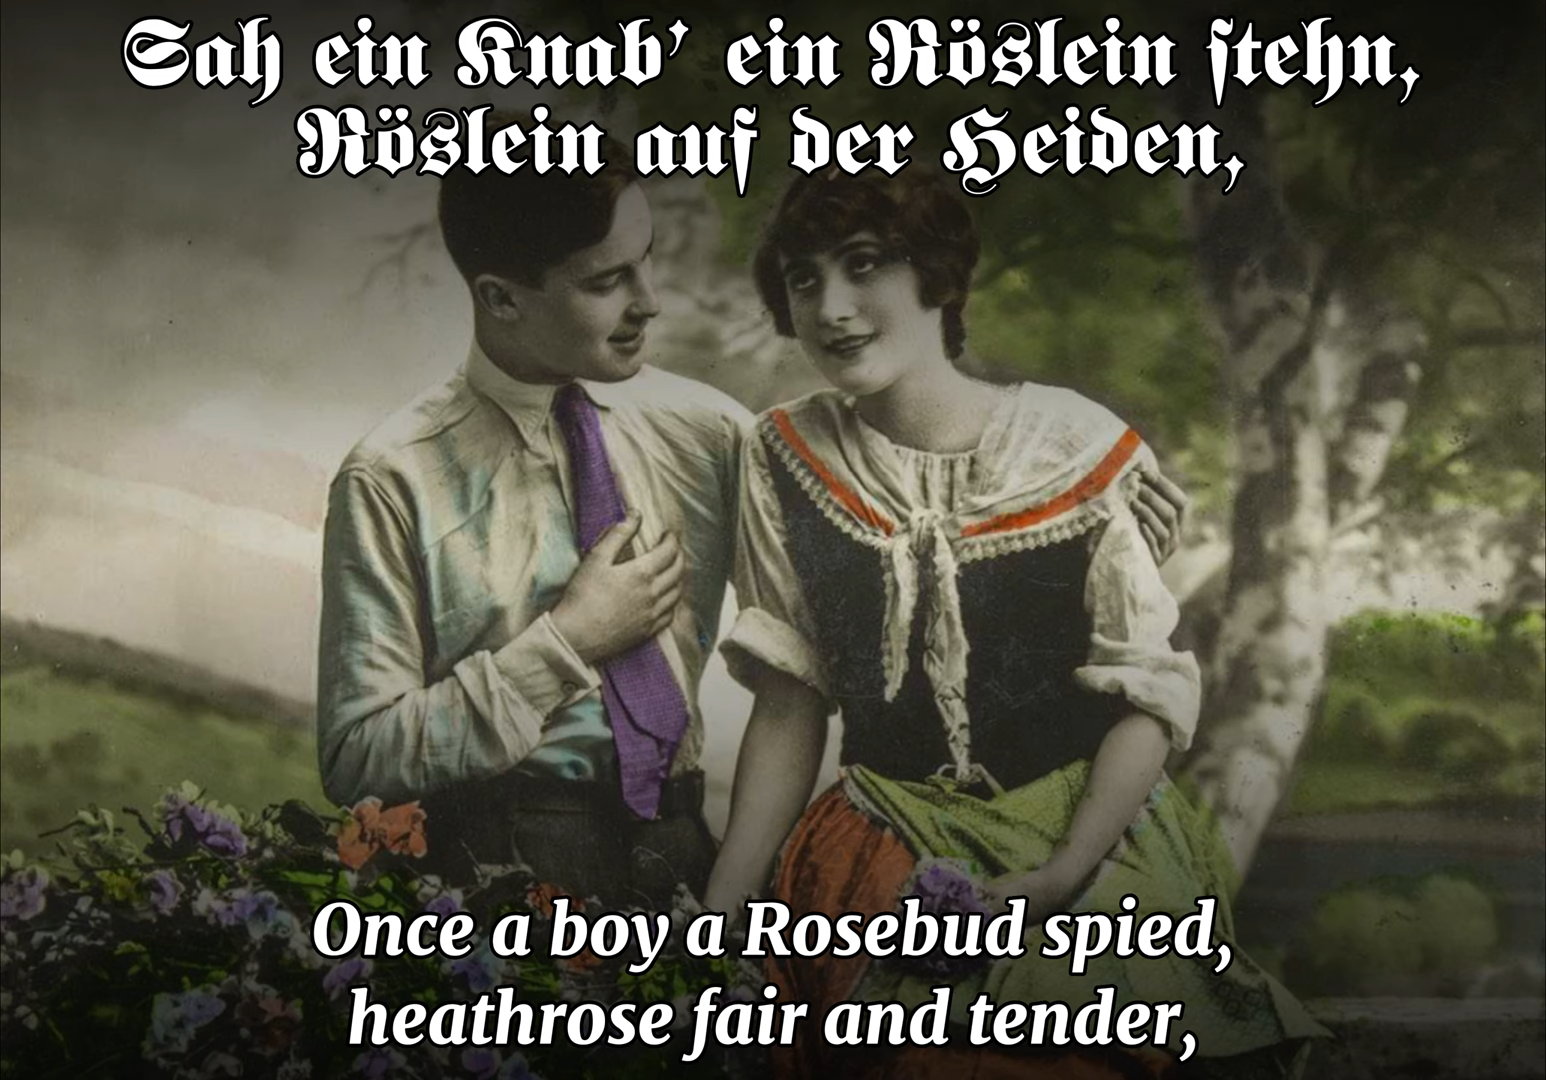 Sah ein Knab’ ein Röslein ſtehn,
Röslein auf der Heiden,
Once a boy a Rosebud spied,
heathrose fair and tender,